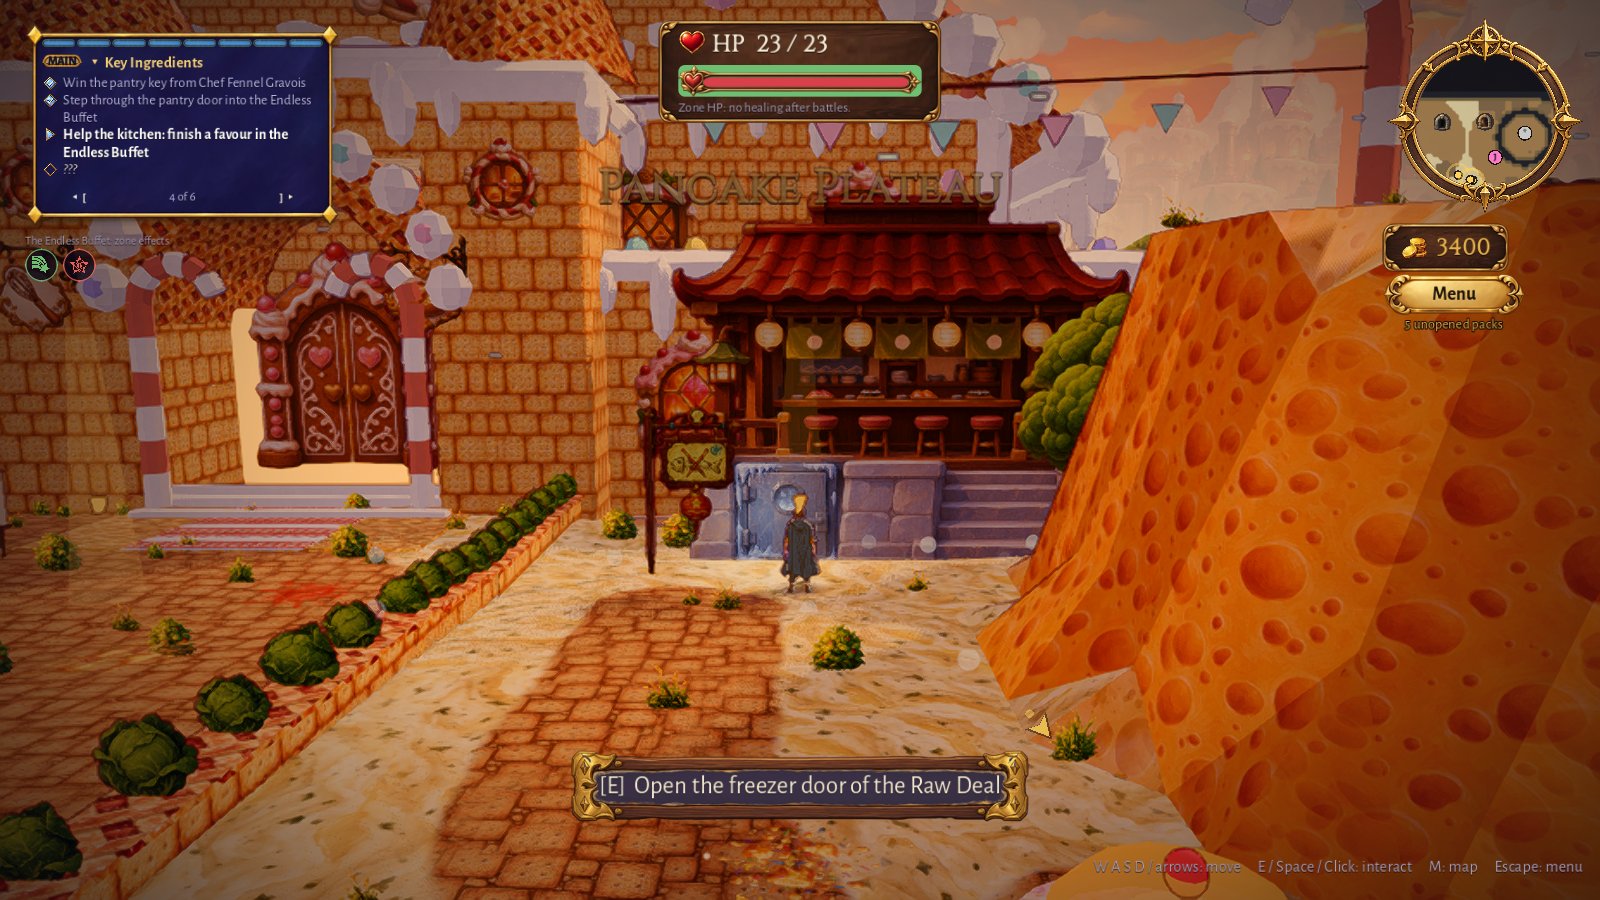 MAIN ▾ Key Ingredients
Win the pantry key from Chef Fennel Gravois
Step through the pantry door into the Endless
Buffet
Help the kitchen: finish a favour in the
Endless Buffet
???
[ 4 of 6 ]
The Endless Buffet: zone effects
HP 23 / 23
Zone HP: no healing after battles.
PANCAKE PLATEAU
3400
Menu
5 unopened packs
[E] Open the freezer door of the Raw Deal
W A S D / arrows: move E / Space / Click: interact M: map Escape: menu